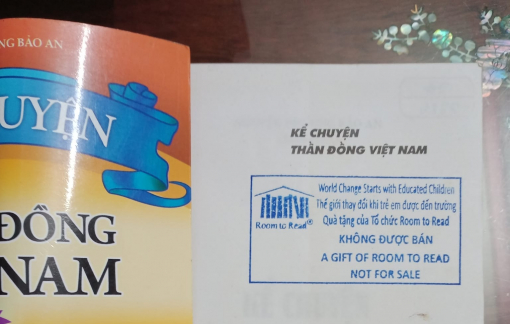 NG BẢO AN
UYỆN
ĐỒNG
NAM
KỂ CHUYỆN
THẦN ĐỒNG VIỆT NAM
World Change Starts with Educated Children
Thế giới thay đổi khi trẻ em được đến trường
Quà tặng của Tổ chức Room to Read
Room to Read®
KHÔNG ĐƯỢC BÁN
A GIFT OF ROOM TO READ
NOT FOR SALE
KỂ CHUYỆN